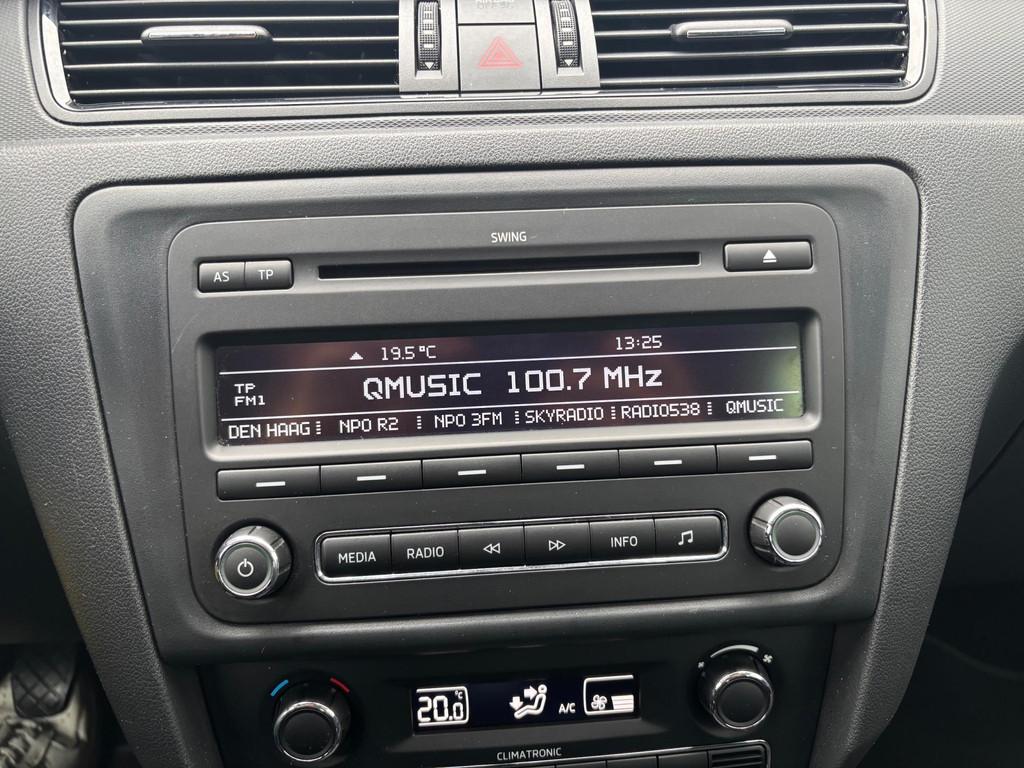 OFF
SWING
AS TP
19.5°C 13:25
TP
FM1
QMUSIC 100.7 MHz
DEN HAAG NPO R2 NPO 3FM SKYRADIO RADIO538 QMUSIC
MEDIA RADIO INFO
20.0 °C A/C
CLIMATRONIC